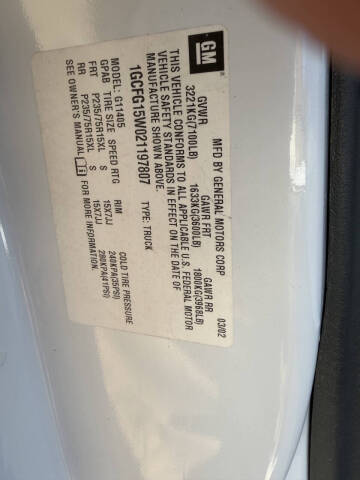 GM
MFD BY GENERAL MOTORS CORP 03/02
GVWR GAWR FRT GAWR RR
3221KG(7100LB) 1633KG(3600LB) 1800KG(3968LB)
THIS VEHICLE CONFORMS TO ALL APPLICABLE U.S. FEDERAL MOTOR
VEHICLE SAFETY STANDARDS IN EFFECT ON THE DATE OF
MANUFACTURE SHOWN ABOVE.
1GCFG15W021197807 TYPE: TRUCK
MODEL: G11405
GPAB TIRE SIZE SPEED RTG RIM COLD TIRE PRESSURE
FRT P235/75R15XL S 15X7JJ 240KPA(35PSI)
RR P235/75R15XL S 15X7JJ 280KPA(41PSI)
SEE OWNER'S MANUAL FOR MORE INFORMATION.